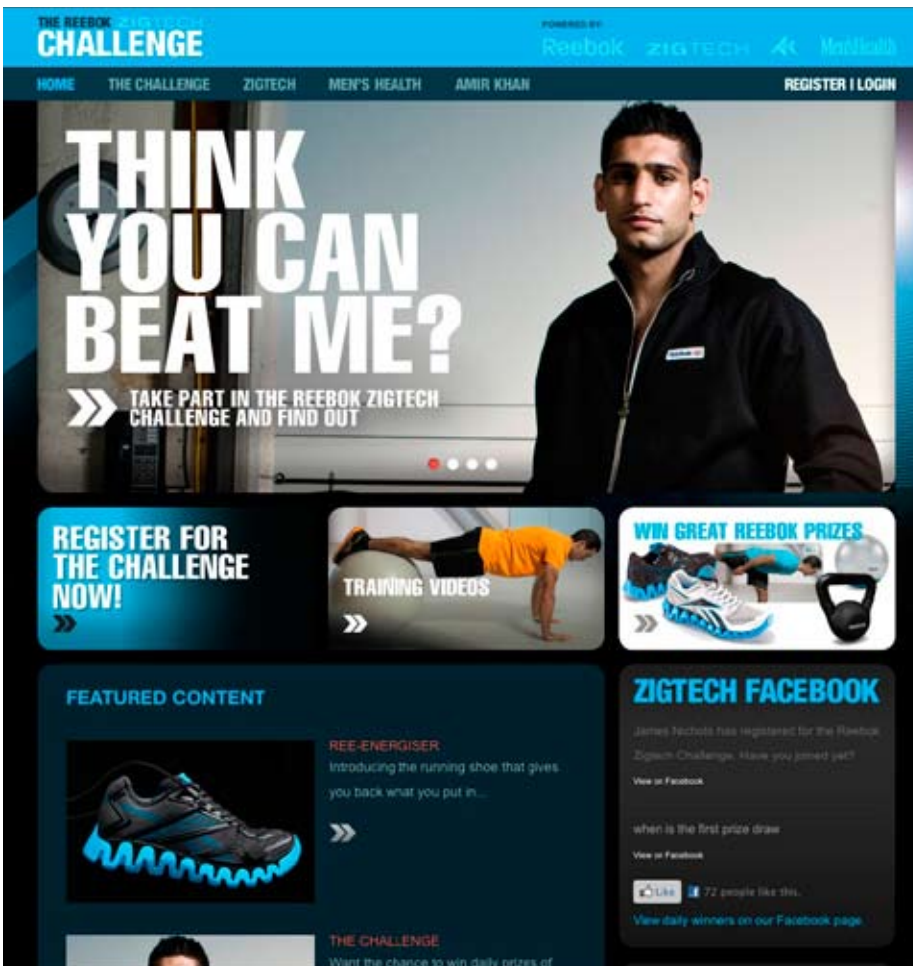 THE REEBOK ZIGTECH
CHALLENGE
POWERED BY:
Reebok ZIGTECH AK Men'sHealth
HOME THE CHALLENGE ZIGTECH MEN'S HEALTH AMIR KHAN REGISTER | LOGIN
THINK
YOU CAN
BEAT ME?
TAKE PART IN THE REEBOK ZIGTECH
CHALLENGE AND FIND OUT
Reebok
REGISTER FOR
THE CHALLENGE
NOW!
TRAINING VIDEOS
WIN GREAT REEBOK PRIZES
FEATURED CONTENT
REE-ENERGISER
Introducing the running shoe that gives
you back what you put in...
THE CHALLENGE
Want the chance to win daily prizes of
ZIGTECH FACEBOOK
James Nichols has registered for the Reebok
Zigtech Challenge. Have you joined yet?
View on Facebook
when is the first prize draw
View on Facebook
Like f 72 people like this.
View daily winners on our Facebook page.